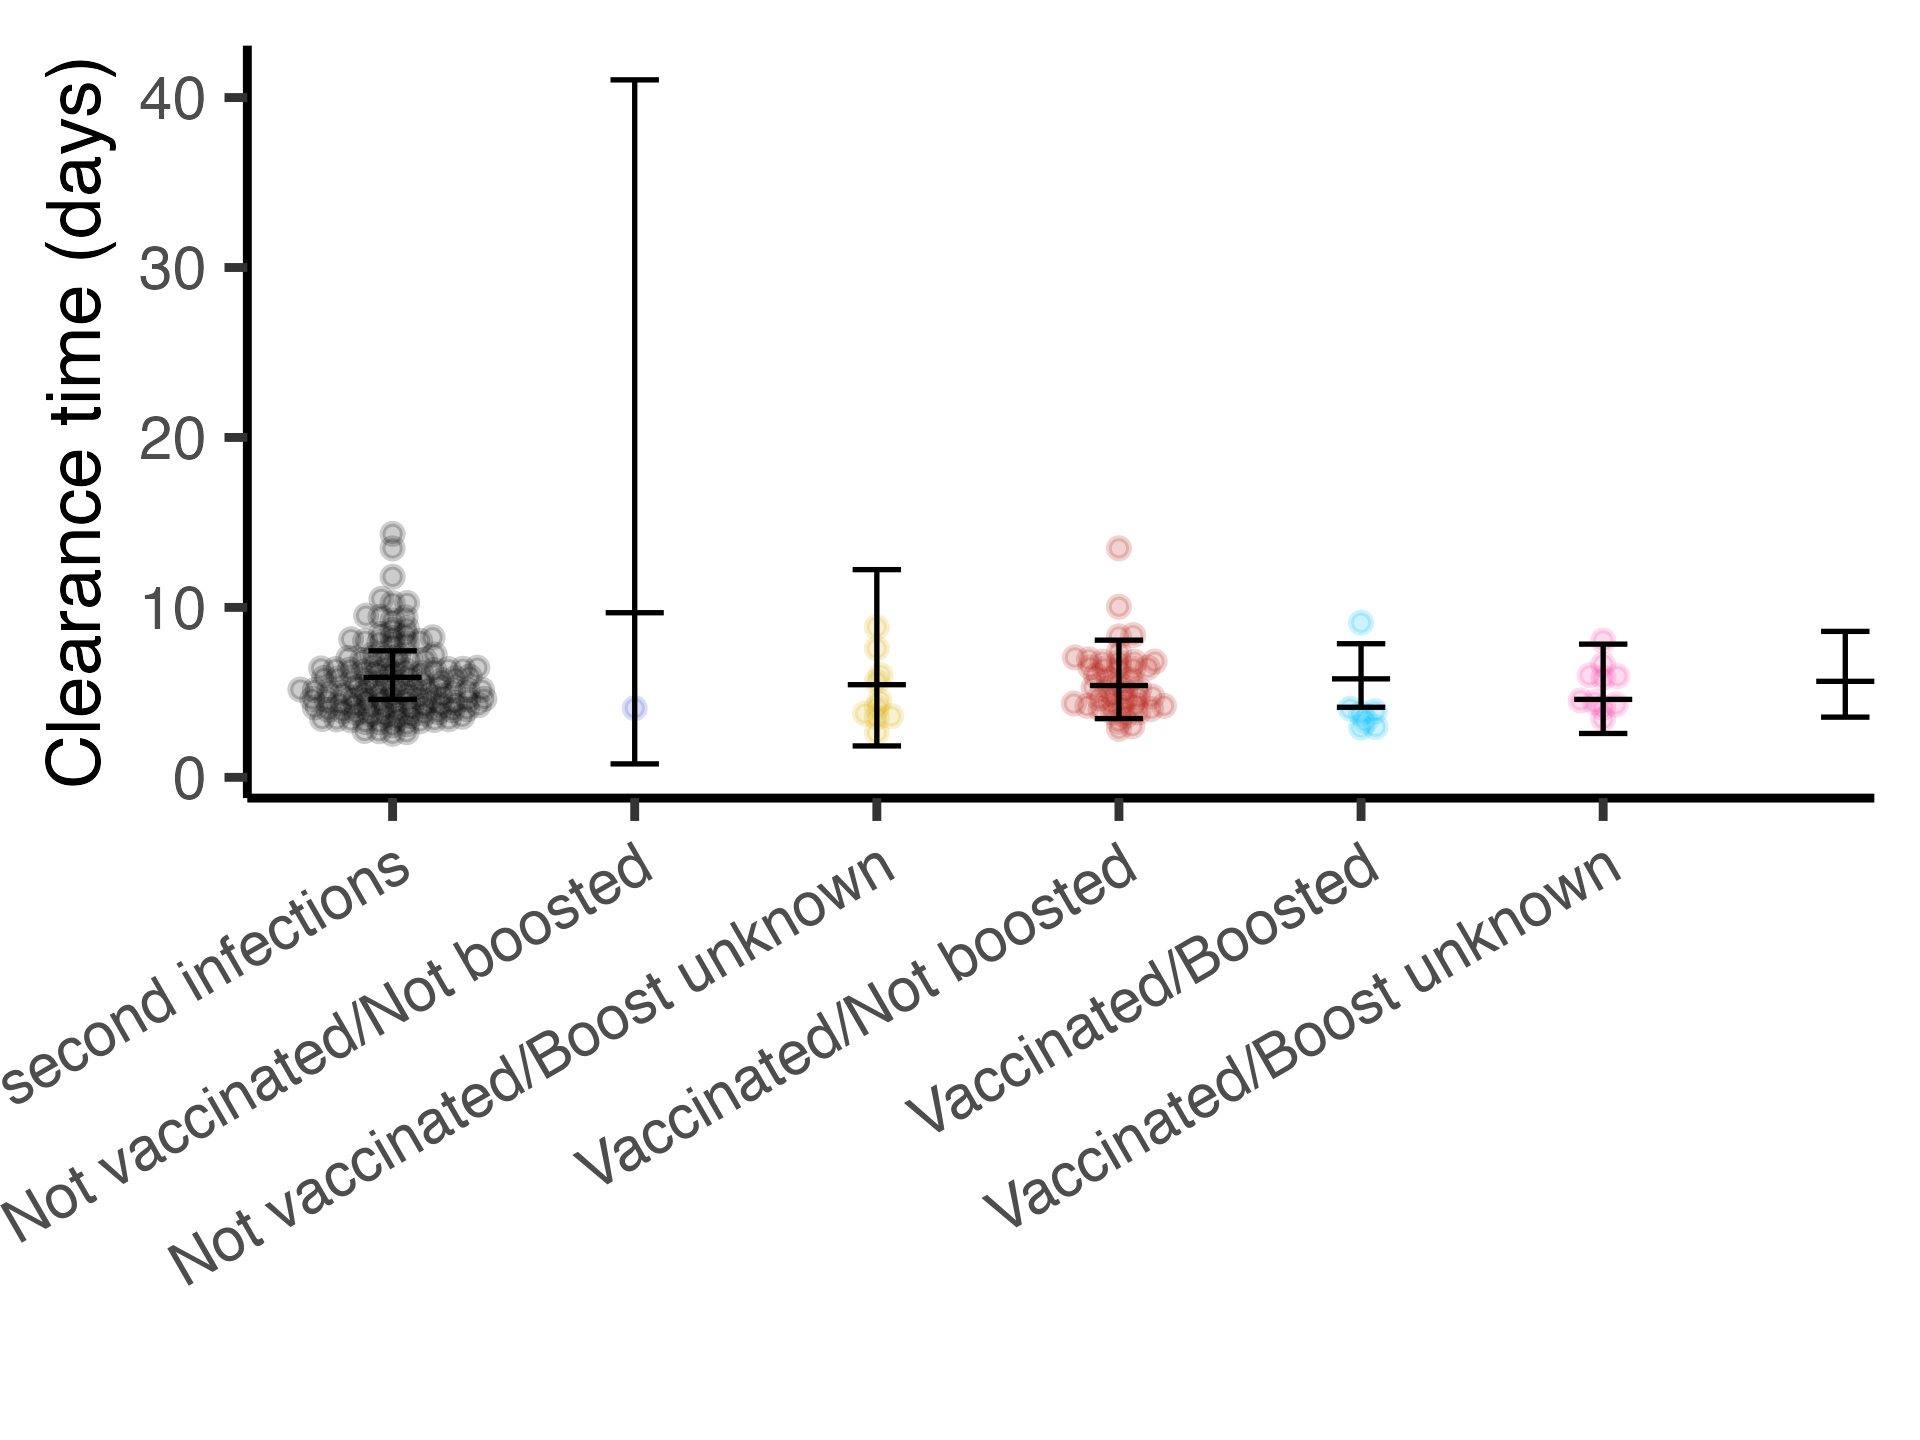 Clearance time (days)
40
30
20
10
0
second infections
Not vaccinated/Not boosted
Not vaccinated/Boost unknown
Vaccinated/Not boosted
Vaccinated/Boosted
Vaccinated/Boost unknown